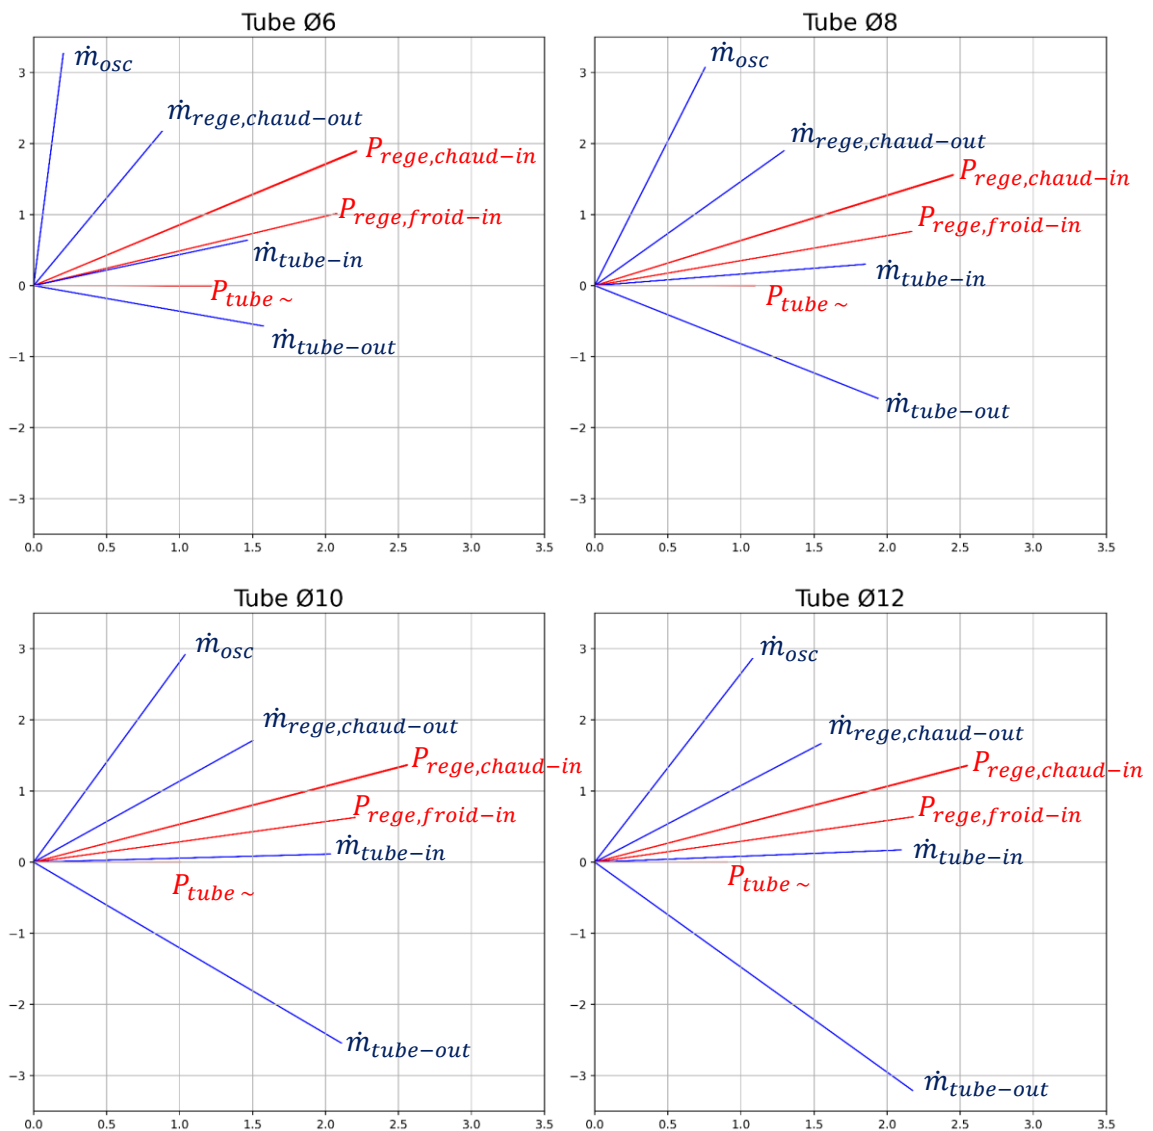 Tube Ø6
ṁosc
ṁrege,chaud−out
Prege,chaud−in
Prege,froid−in
ṁtube−in
Ptube ~
ṁtube−out
3
2
1
0
−1
−2
−3
0.0 0.5 1.0 1.5 2.0 2.5 3.0 3.5
Tube Ø8
ṁosc
ṁrege,chaud−out
Prege,chaud−in
Prege,froid−in
ṁtube−in
Ptube ~
ṁtube−out
3
2
1
0
−1
−2
−3
0.0 0.5 1.0 1.5 2.0 2.5 3.0 3.5
Tube Ø10
ṁosc
ṁrege,chaud−out
Prege,chaud−in
Prege,froid−in
ṁtube−in
Ptube ~
ṁtube−out
3
2
1
0
−1
−2
−3
0.0 0.5 1.0 1.5 2.0 2.5 3.0 3.5
Tube Ø12
ṁosc
ṁrege,chaud−out
Prege,chaud−in
Prege,froid−in
ṁtube−in
Ptube ~
ṁtube−out
3
2
1
0
−1
−2
−3
0.0 0.5 1.0 1.5 2.0 2.5 3.0 3.5